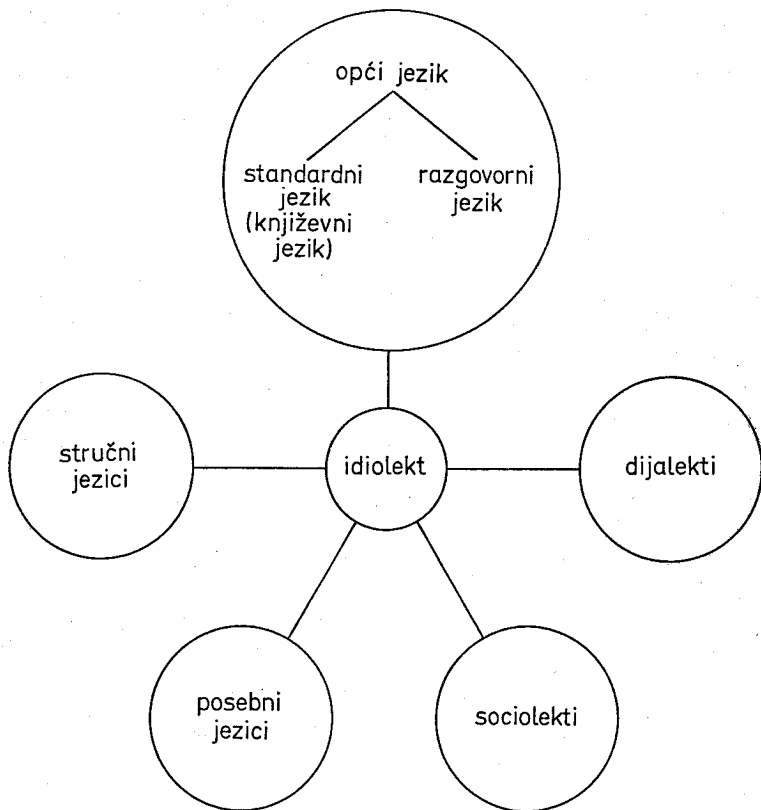 opći jezik
standardni
jezik
(književni
jezik)
razgovorni
jezik
stručni
jezici
idiolekt
dijalekti
posebni
jezici
sociolekti